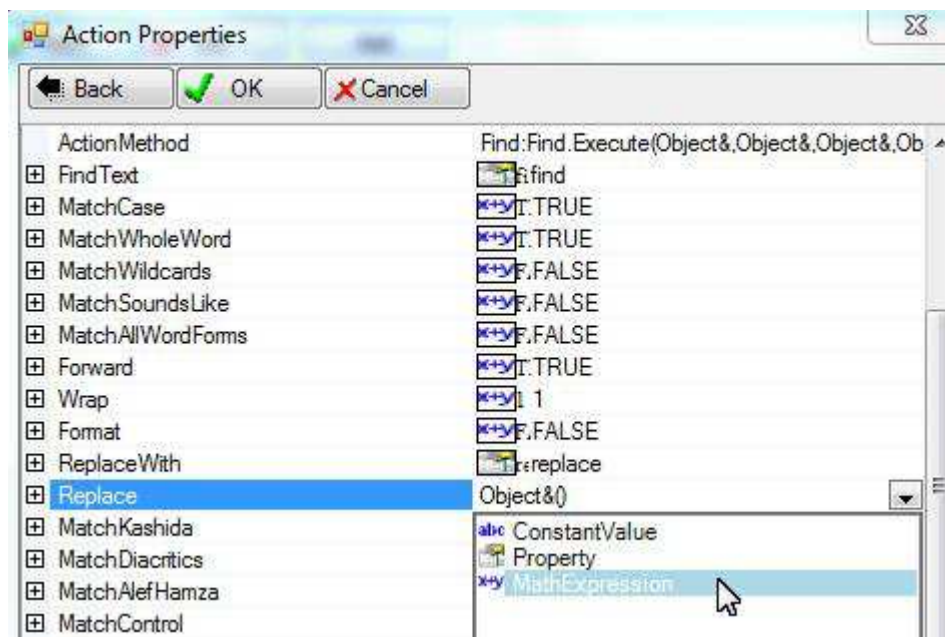 Action Properties
Back OK Cancel
ActionMethod Find:Find.Execute(Object&,Object&,Object&,Ob
FindText find
MatchCase TRUE
MatchWholeWord TRUE
MatchWildcards FALSE
MatchSoundsLike FALSE
MatchAllWordForms FALSE
Forward TRUE
Wrap 1
Format FALSE
ReplaceWith replace
Replace Object&()
MatchKashida abc ConstantValue
MatchDiacritics Property
MatchAlefHamza x+y MathExpression
MatchControl